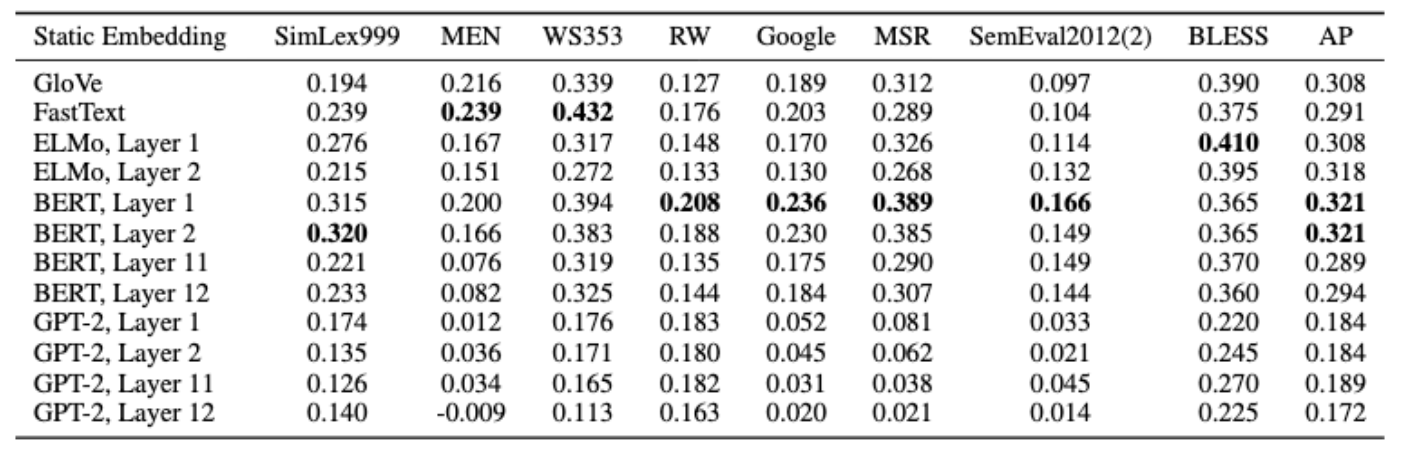 Static Embedding SimLex999 MEN WS353 RW Google MSR SemEval2012(2) BLESS AP
GloVe 0.194 0.216 0.339 0.127 0.189 0.312 0.097 0.390 0.308
FastText 0.239 0.239 0.432 0.176 0.203 0.289 0.104 0.375 0.291
ELMo, Layer 1 0.276 0.167 0.317 0.148 0.170 0.326 0.114 0.410 0.308
ELMo, Layer 2 0.215 0.151 0.272 0.133 0.130 0.268 0.132 0.395 0.318
BERT, Layer 1 0.315 0.200 0.394 0.208 0.236 0.389 0.166 0.365 0.321
BERT, Layer 2 0.320 0.166 0.383 0.188 0.230 0.385 0.149 0.365 0.321
BERT, Layer 11 0.221 0.076 0.319 0.135 0.175 0.290 0.149 0.370 0.289
BERT, Layer 12 0.233 0.082 0.325 0.144 0.184 0.307 0.144 0.360 0.294
GPT-2, Layer 1 0.174 0.012 0.176 0.183 0.052 0.081 0.033 0.220 0.184
GPT-2, Layer 2 0.135 0.036 0.171 0.180 0.045 0.062 0.021 0.245 0.184
GPT-2, Layer 11 0.126 0.034 0.165 0.182 0.031 0.038 0.045 0.270 0.189
GPT-2, Layer 12 0.140 -0.009 0.113 0.163 0.020 0.021 0.014 0.225 0.172